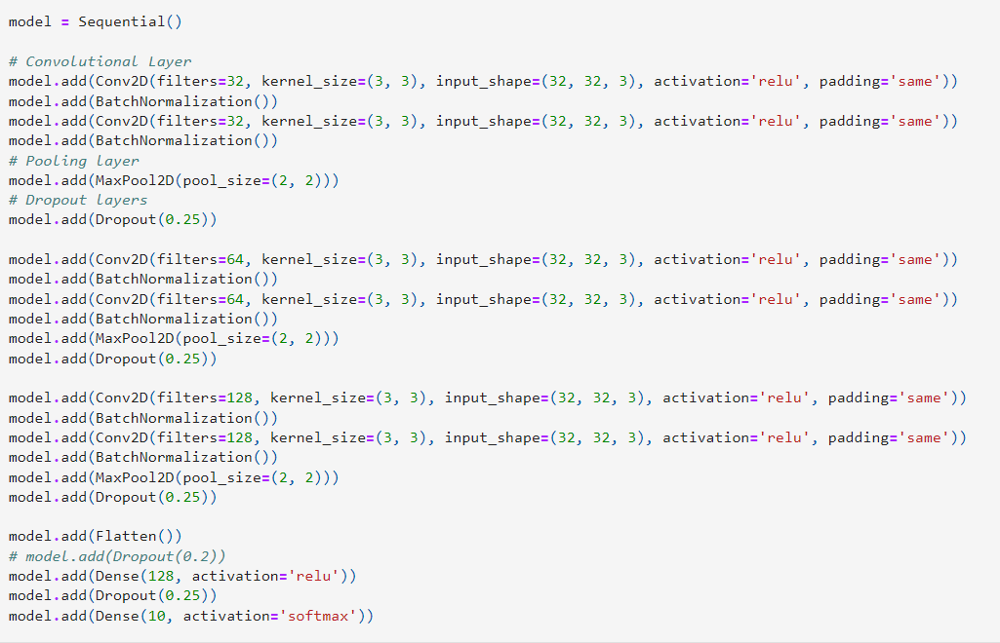 model = Sequential()
# Convolutional Layer
model.add(Conv2D(filters=32, kernel_size=(3, 3), input_shape=(32, 32, 3), activation='relu', padding='same'))
model.add(BatchNormalization())
model.add(Conv2D(filters=32, kernel_size=(3, 3), input_shape=(32, 32, 3), activation='relu', padding='same'))
model.add(BatchNormalization())
# Pooling layer
model.add(MaxPool2D(pool_size=(2, 2)))
# Dropout layers
model.add(Dropout(0.25))
model.add(Conv2D(filters=64, kernel_size=(3, 3), input_shape=(32, 32, 3), activation='relu', padding='same'))
model.add(BatchNormalization())
model.add(Conv2D(filters=64, kernel_size=(3, 3), input_shape=(32, 32, 3), activation='relu', padding='same'))
model.add(BatchNormalization())
model.add(MaxPool2D(pool_size=(2, 2)))
model.add(Dropout(0.25))
model.add(Conv2D(filters=128, kernel_size=(3, 3), input_shape=(32, 32, 3), activation='relu', padding='same'))
model.add(BatchNormalization())
model.add(Conv2D(filters=128, kernel_size=(3, 3), input_shape=(32, 32, 3), activation='relu', padding='same'))
model.add(BatchNormalization())
model.add(MaxPool2D(pool_size=(2, 2)))
model.add(Dropout(0.25))
model.add(Flatten())
# model.add(Dropout(0.2))
model.add(Dense(128, activation='relu'))
model.add(Dropout(0.25))
model.add(Dense(10, activation='softmax'))